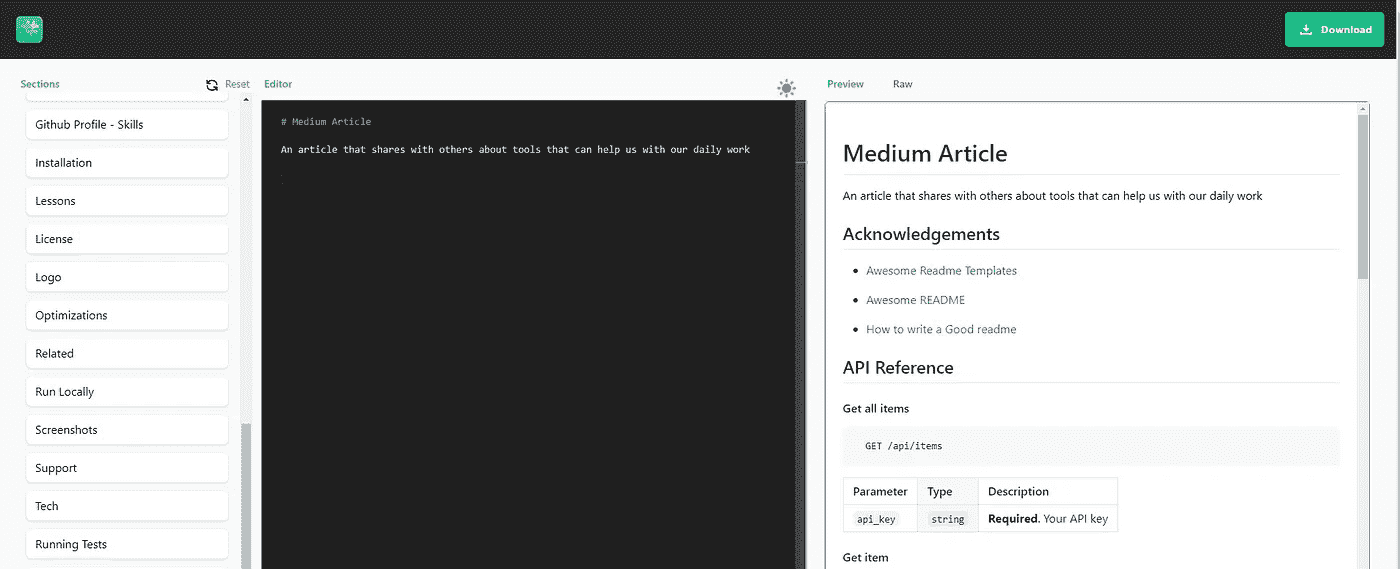 Download
Sections
Reset
Github Profile - Skills
Installation
Lessons
License
Logo
Optimizations
Related
Run Locally
Screenshots
Support
Tech
Running Tests
Editor
# Medium Article
An article that shares with others about tools that can help us with our daily work
Preview Raw
Medium Article
An article that shares with others about tools that can help us with our daily work
Acknowledgements
Awesome Readme Templates
Awesome README
How to write a Good readme
API Reference
Get all items
GET /api/items
Parameter Type Description
api_key string Required. Your API key
Get item